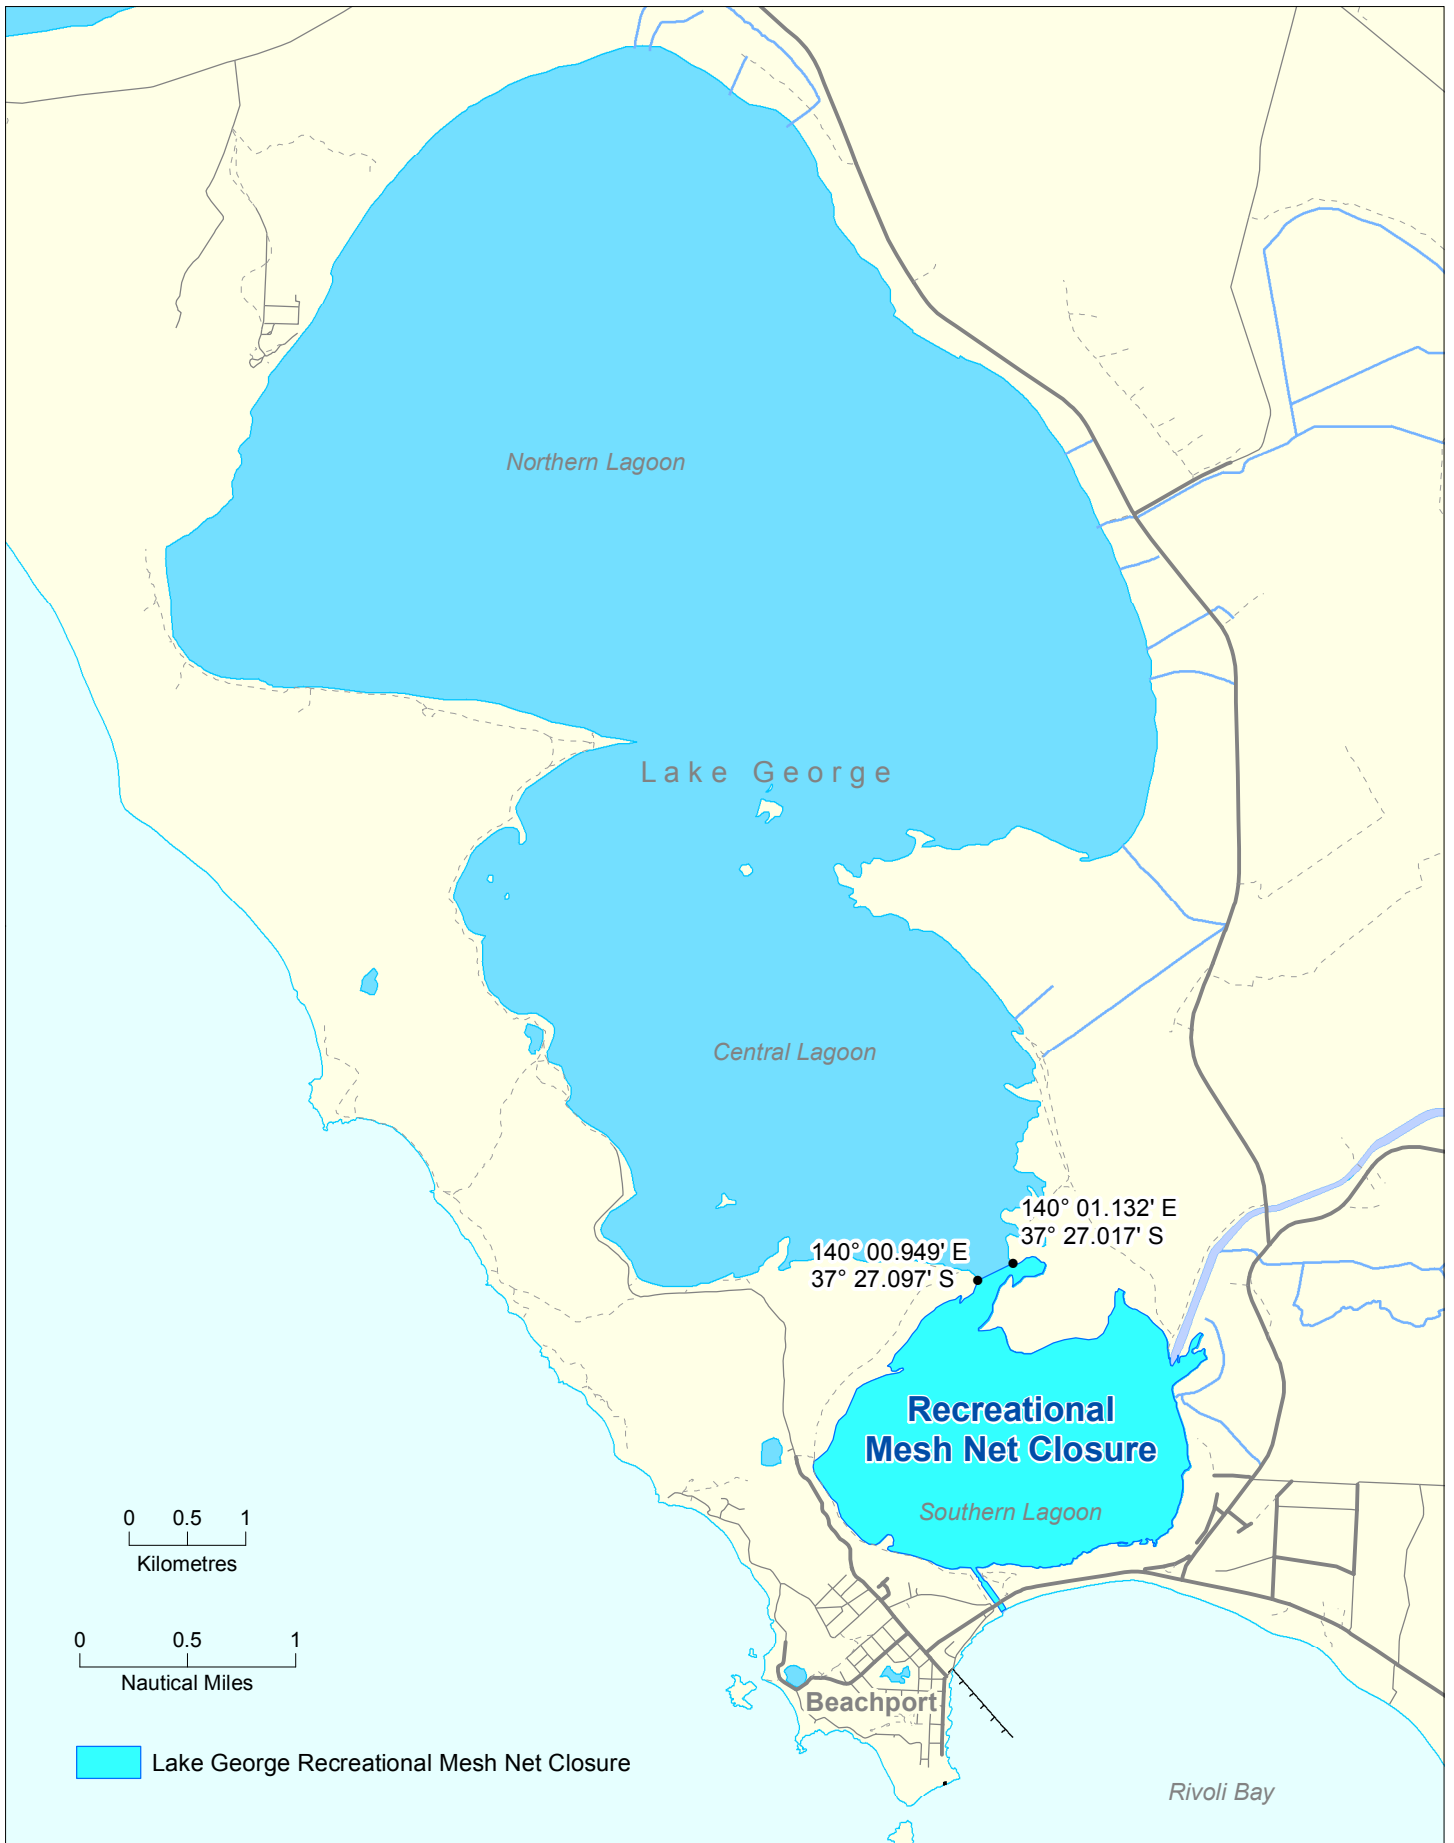 Northern Lagoon
Lake George
Central Lagoon
140° 01.132' E
37° 27.017' S
140° 00.949' E
37° 27.097' S
Recreational
Mesh Net Closure
Southern Lagoon
0 0.5 1
Kilometres
0 0.5 1
Nautical Miles
Beachport
Lake George Recreational Mesh Net Closure
Rivoli Bay